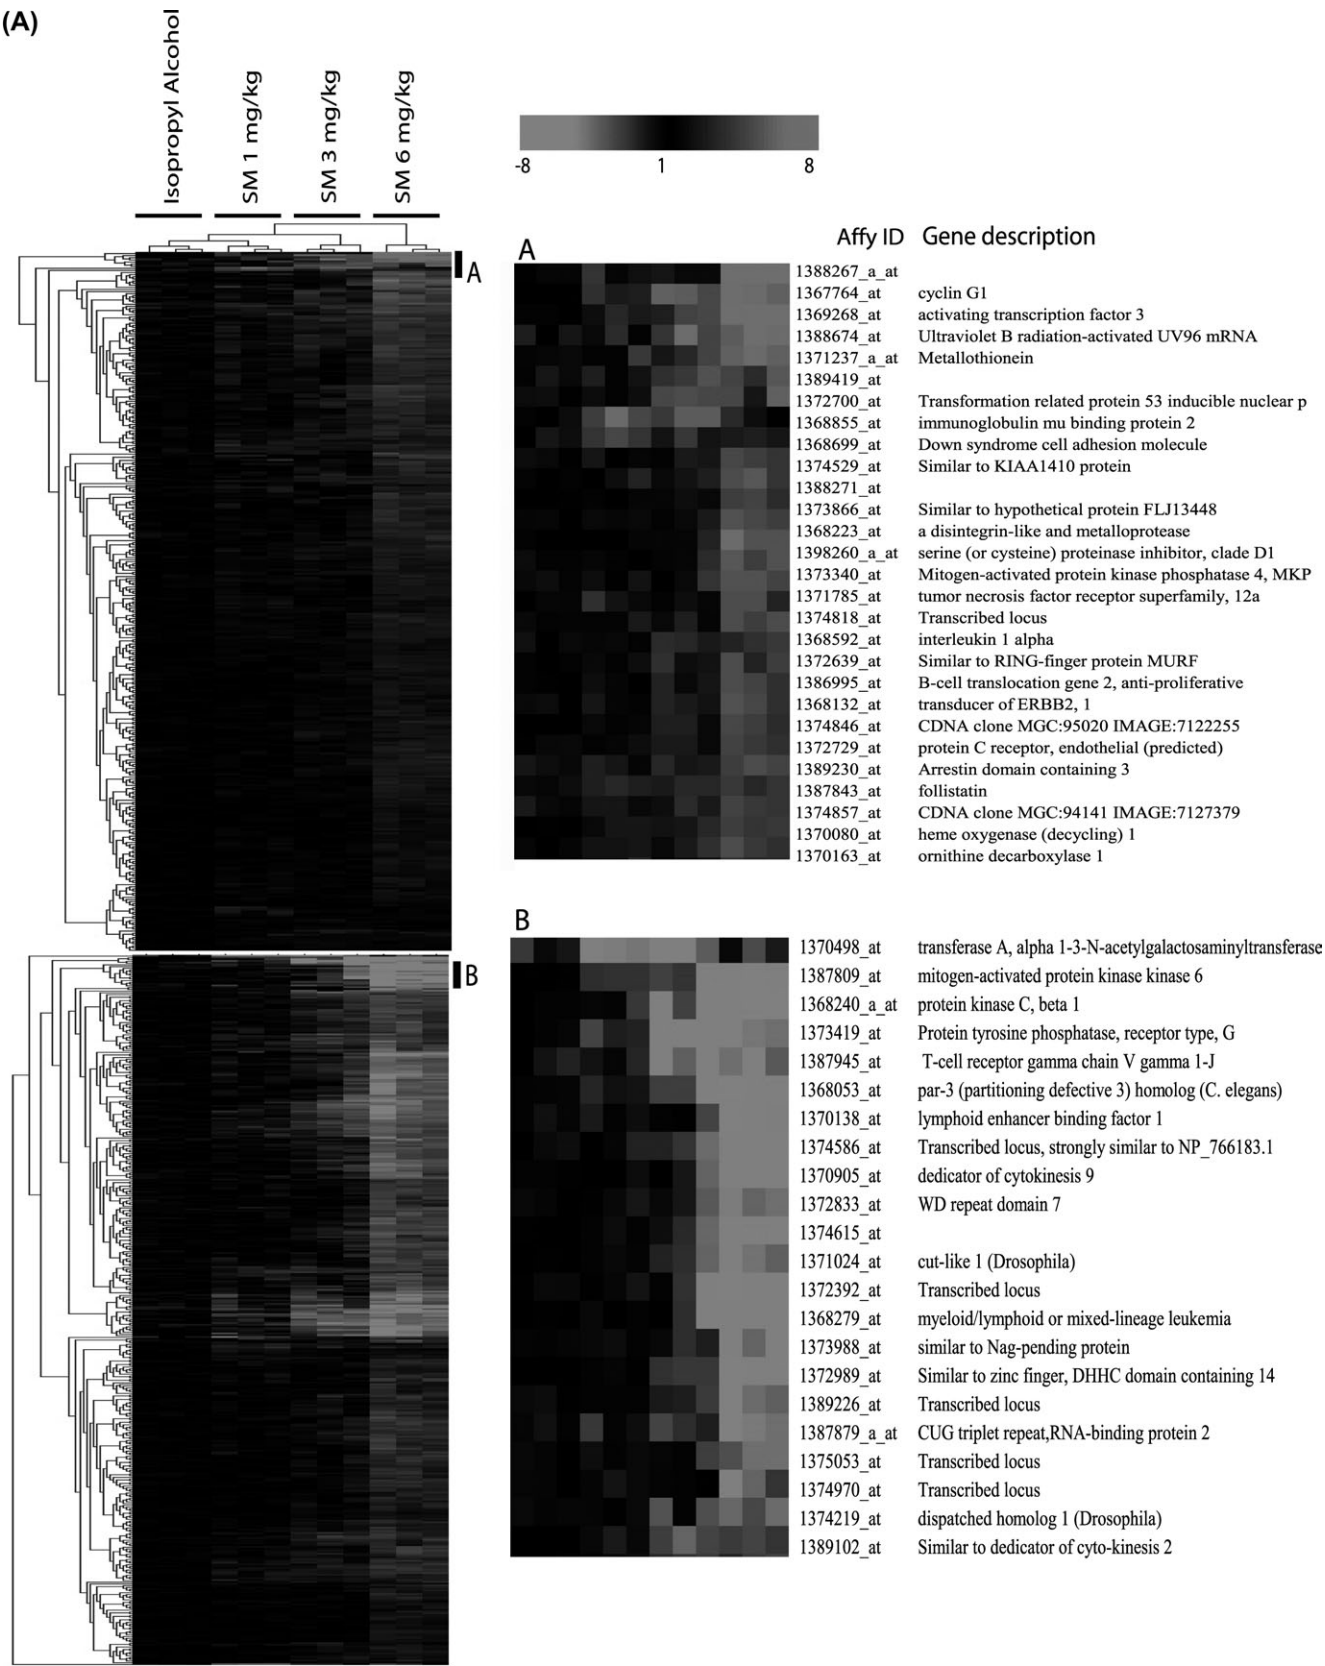 (A)
Isopropyl Alcohol
SM 1 mg/kg
SM 3 mg/kg
SM 6 mg/kg
-8 1 8
A
B
A
Affy ID Gene description
1388267_a_at
1367764_at cyclin G1
1369268_at activating transcription factor 3
1388674_at Ultraviolet B radiation-activated UV96 mRNA
1371237_a_at Metallothionein
1389419_at
1372700_at Transformation related protein 53 inducible nuclear p
1368855_at immunoglobulin mu binding protein 2
1368699_at Down syndrome cell adhesion molecule
1374529_at Similar to KIAA1410 protein
1388271_at
1373866_at Similar to hypothetical protein FLJ13448
1368223_at a disintegrin-like and metalloprotease
1398260_a_at serine (or cysteine) proteinase inhibitor, clade D1
1373340_at Mitogen-activated protein kinase phosphatase 4, MKP
1371785_at tumor necrosis factor receptor superfamily, 12a
1374818_at Transcribed locus
1368592_at interleukin 1 alpha
1372639_at Similar to RING-finger protein MURF
1386995_at B-cell translocation gene 2, anti-proliferative
1368132_at transducer of ERBB2, 1
1374846_at CDNA clone MGC:95020 IMAGE:7122255
1372729_at protein C receptor, endothelial (predicted)
1389230_at Arrestin domain containing 3
1387843_at follistatin
1374857_at CDNA clone MGC:94141 IMAGE:7127379
1370080_at heme oxygenase (decycling) 1
1370163_at ornithine decarboxylase 1
B
1370498_at transferase A, alpha 1-3-N-acetylgalactosaminyltransferase
1387809_at mitogen-activated protein kinase kinase 6
1368240_a_at protein kinase C, beta 1
1373419_at Protein tyrosine phosphatase, receptor type, G
1387945_at T-cell receptor gamma chain V gamma 1-J
1368053_at par-3 (partitioning defective 3) homolog (C. elegans)
1370138_at lymphoid enhancer binding factor 1
1374586_at Transcribed locus, strongly similar to NP_766183.1
1370905_at dedicator of cytokinesis 9
1372833_at WD repeat domain 7
1374615_at
1371024_at cut-like 1 (Drosophila)
1372392_at Transcribed locus
1368279_at myeloid/lymphoid or mixed-lineage leukemia
1373988_at similar to Nag-pending protein
1372989_at Similar to zinc finger, DHHC domain containing 14
1389226_at Transcribed locus
1387879_a_at CUG triplet repeat,RNA-binding protein 2
1375053_at Transcribed locus
1374970_at Transcribed locus
1374219_at dispatched homolog 1 (Drosophila)
1389102_at Similar to dedicator of cyto-kinesis 2